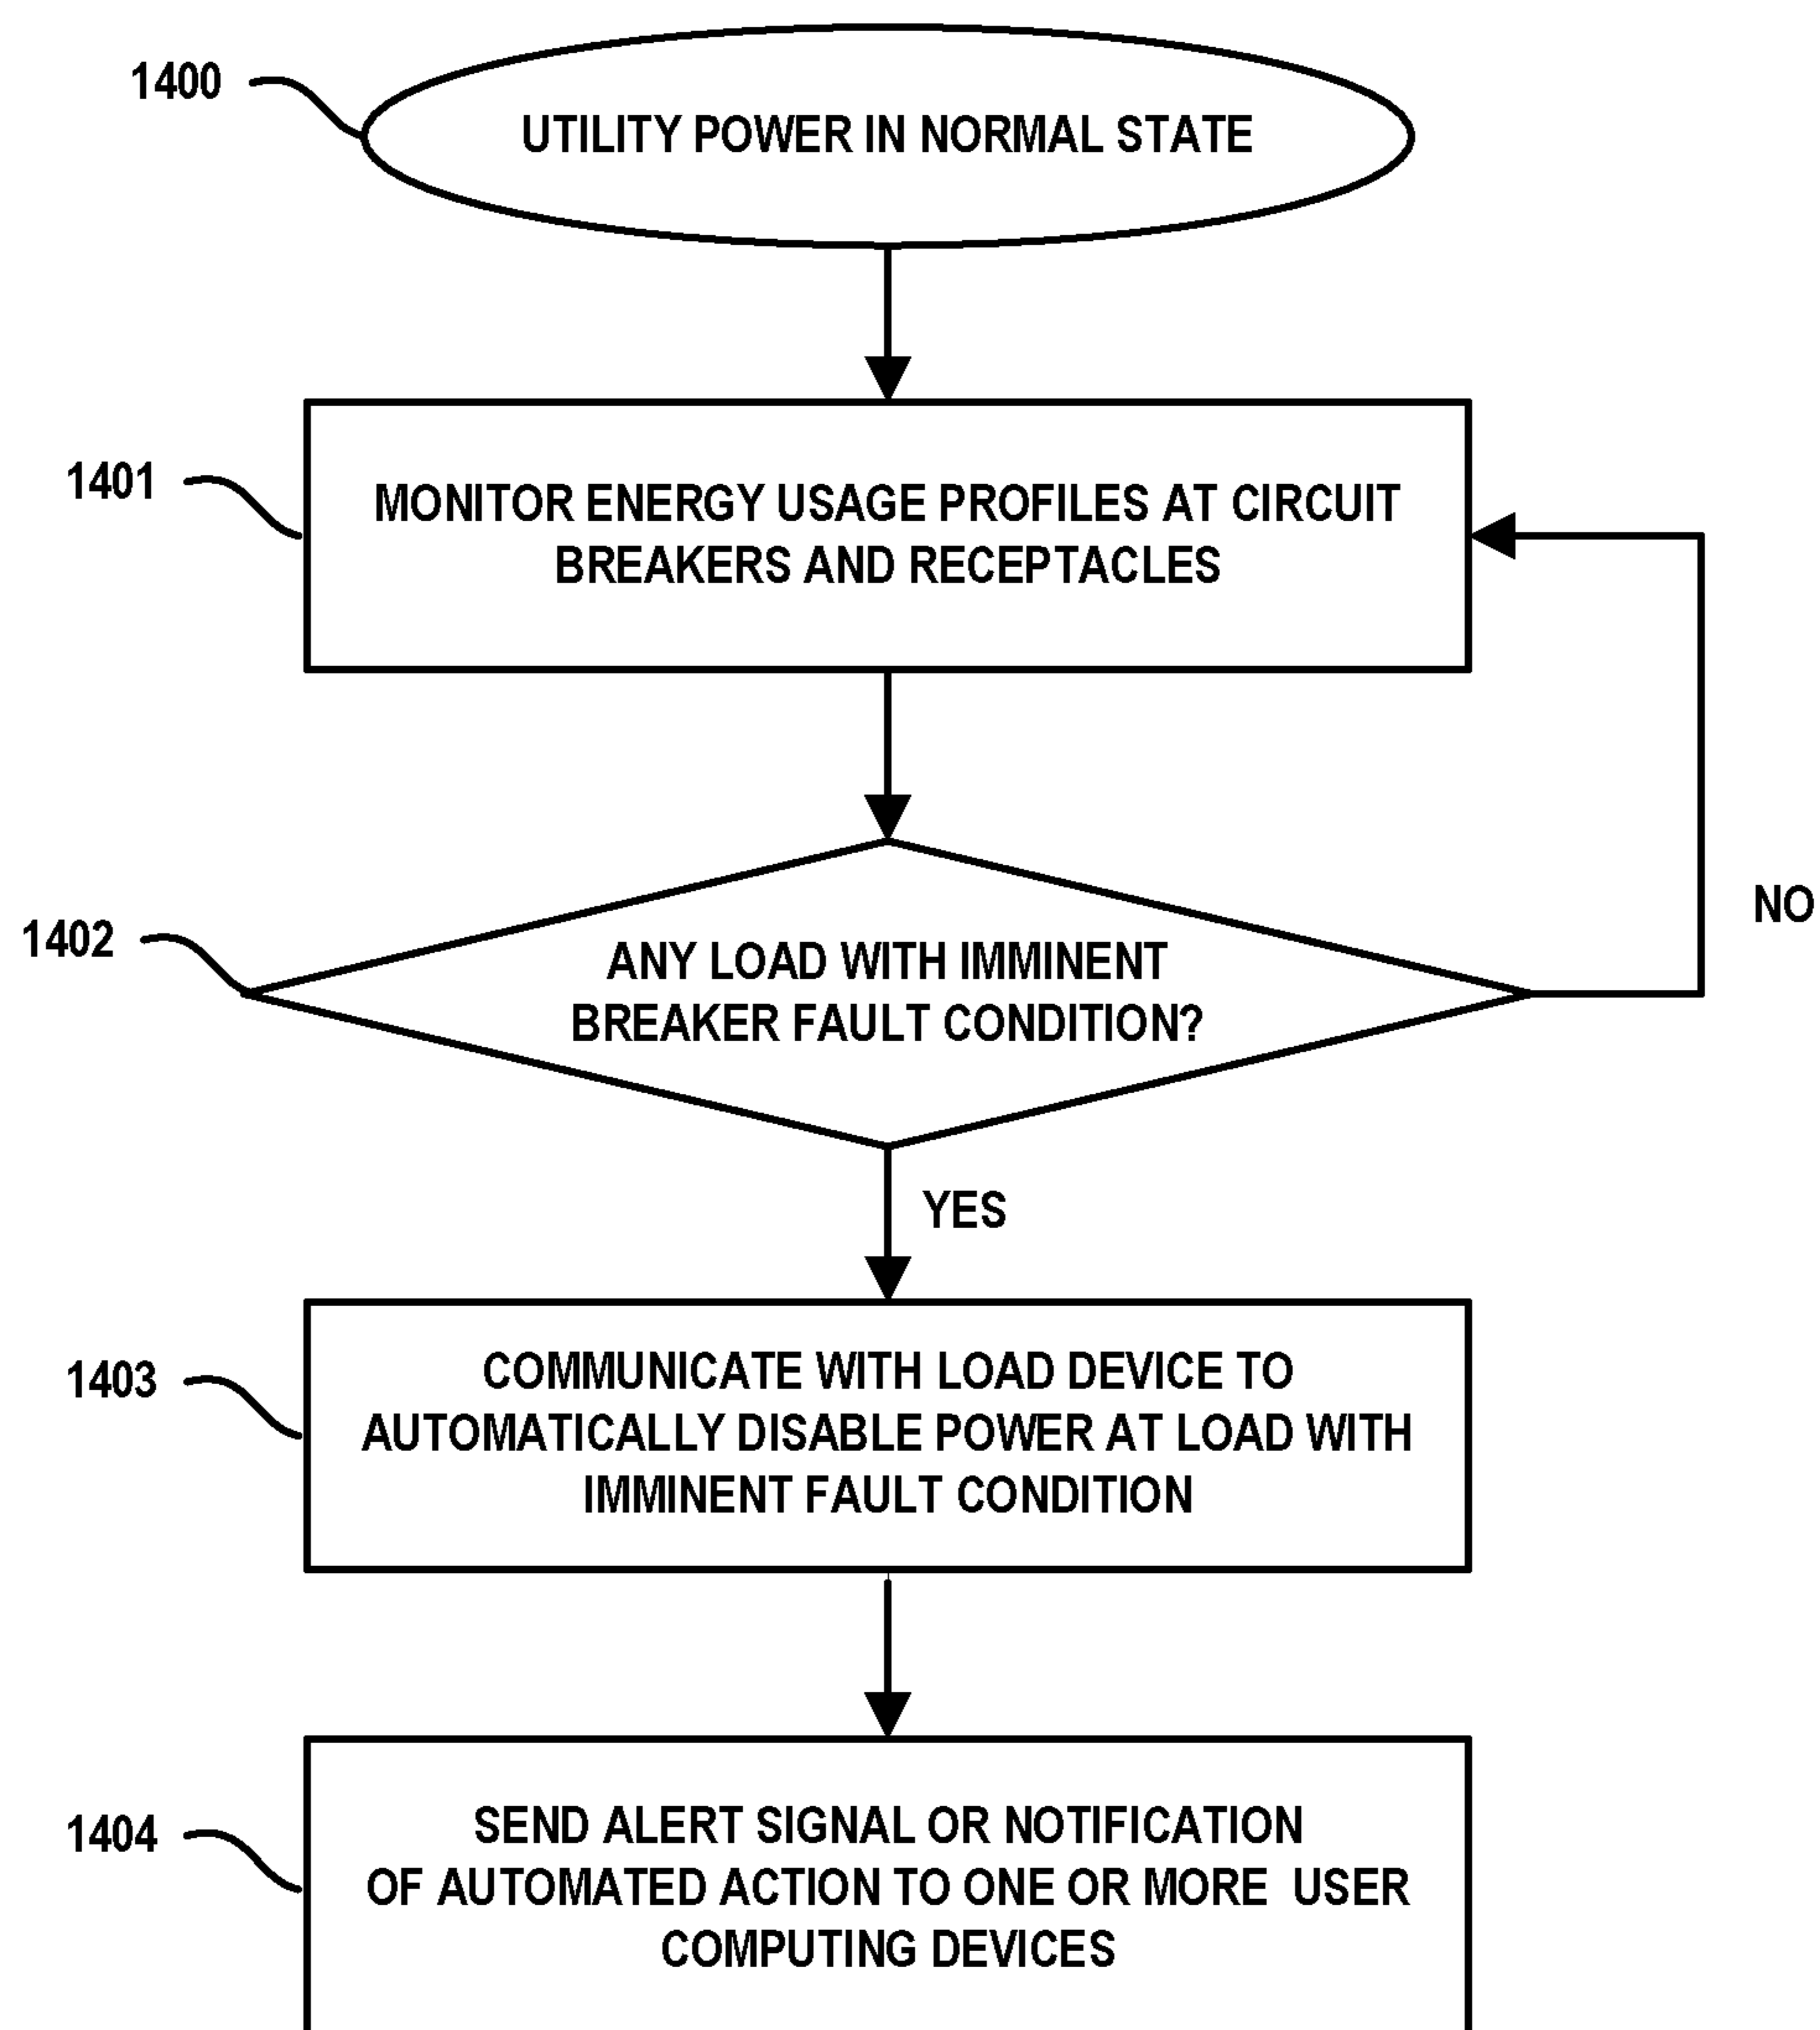 1400
UTILITY POWER IN NORMAL STATE
1401
MONITOR ENERGY USAGE PROFILES AT CIRCUIT
BREAKERS AND RECEPTACLES
NO
1402
ANY LOAD WITH IMMINENT
BREAKER FAULT CONDITION?
YES
1403
COMMUNICATE WITH LOAD DEVICE TO
AUTOMATICALLY DISABLE POWER AT LOAD WITH
IMMINENT FAULT CONDITION
1404
SEND ALERT SIGNAL OR NOTIFICATION
OF AUTOMATED ACTION TO ONE OR MORE USER
COMPUTING DEVICES